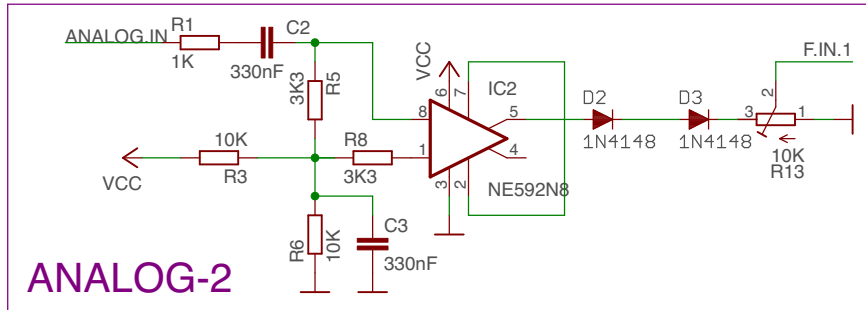 ANALOG.IN
R1
1K
C2
330nF
3K3
R5
VCC
6
7
IC2
8
5
1
4
3
2
NE592N8
D2
1N4148
D3
1N4148
F.IN.1
2
3
1
10K
R13
10K
R3
VCC
R8
3K3
R6
10K
C3
330nF
ANALOG-2